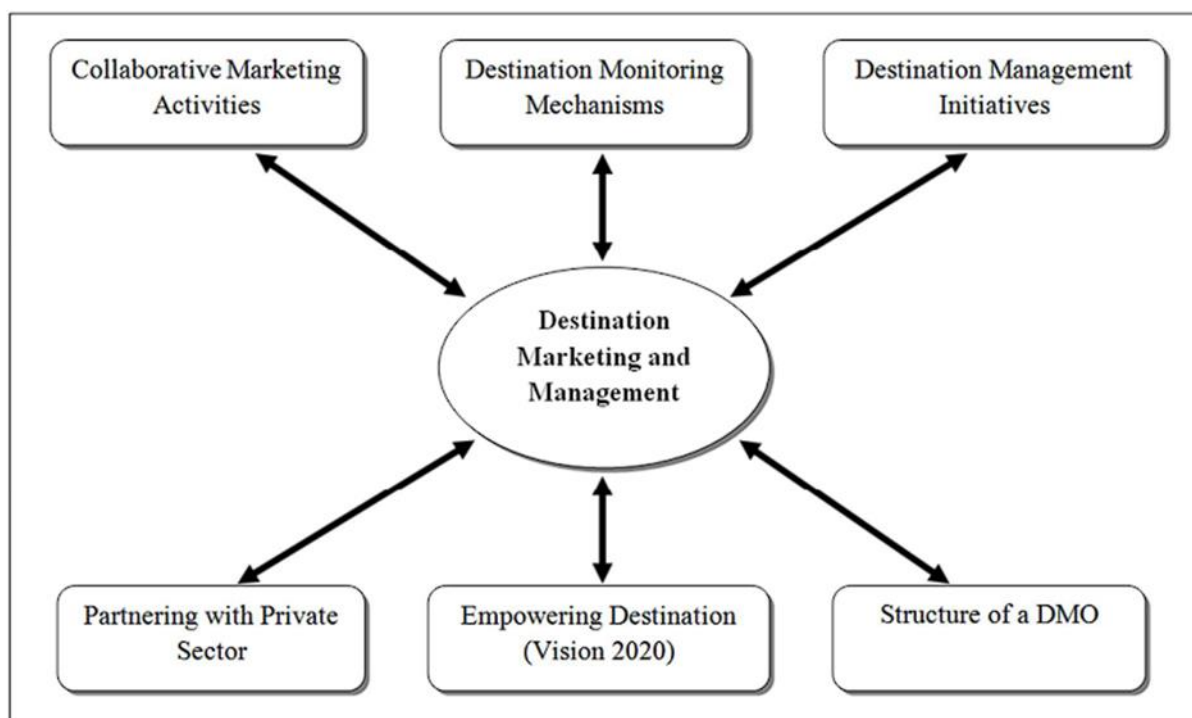 Collaborative Marketing
Activities
Destination Monitoring
Mechanisms
Destination Management
Initiatives
Destination
Marketing and
Management
Partnering with Private
Sector
Empowering Destination
(Vision 2020)
Structure of a DMO